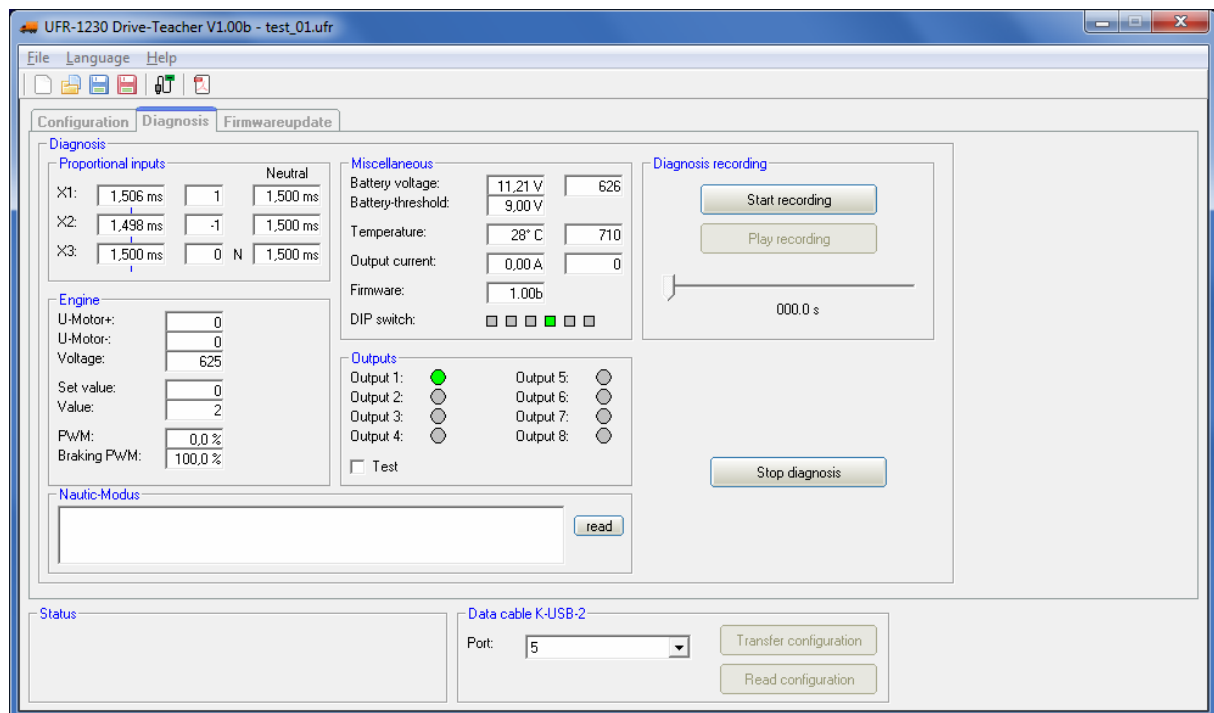 UFR-1230 Drive-Teacher V1.00b - test_01.ufr
File Language Help
Configuration Diagnosis Firmwareupdate
Diagnosis
Proportional inputs
Neutral
X1: 1,506 ms 1 1,500 ms
X2: 1,498 ms -1 1,500 ms
X3: 1,500 ms 0 N 1,500 ms
Engine
U-Motor+: 0
U-Motor-: 0
Voltage: 625
Set value: 0
Value: 2
PWM: 0,0 %
Braking PWM: 100,0 %
Miscellaneous
Battery voltage: 11,21 V 626
Battery-threshold: 9,00 V
Temperature: 28° C 710
Output current: 0,00 A 0
Firmware: 1.00b
DIP switch:
Outputs
Output 1: Output 5:
Output 2: Output 6:
Output 3: Output 7:
Output 4: Output 8:
Test
Diagnosis recording
Start recording
Play recording
000.0 s
Stop diagnosis
Nautic-Modus
read
Status
Data cable K-USB-2
Port: 5
Transfer configuration
Read configuration